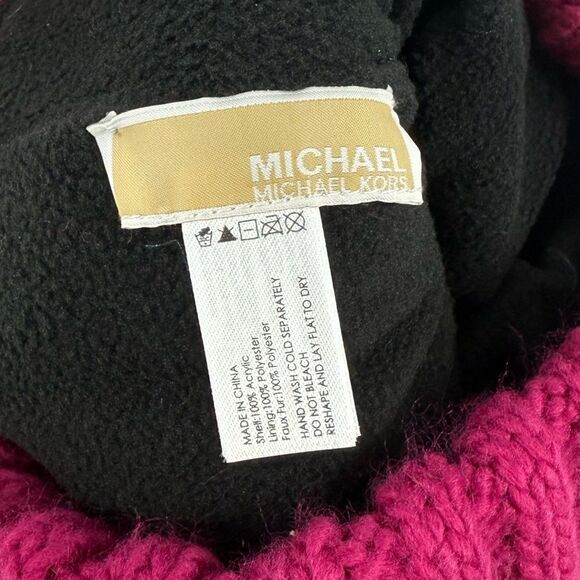 MICHAEL
MICHAEL KORS
MADE IN CHINA
Shell:100% Acrylic
Lining:100% Polyester
Faux Fur:100% Polyester
HAND WASH COLD SEPARATELY
DO NOT BLEACH
RESHAPE AND LAY FLAT TO DRY